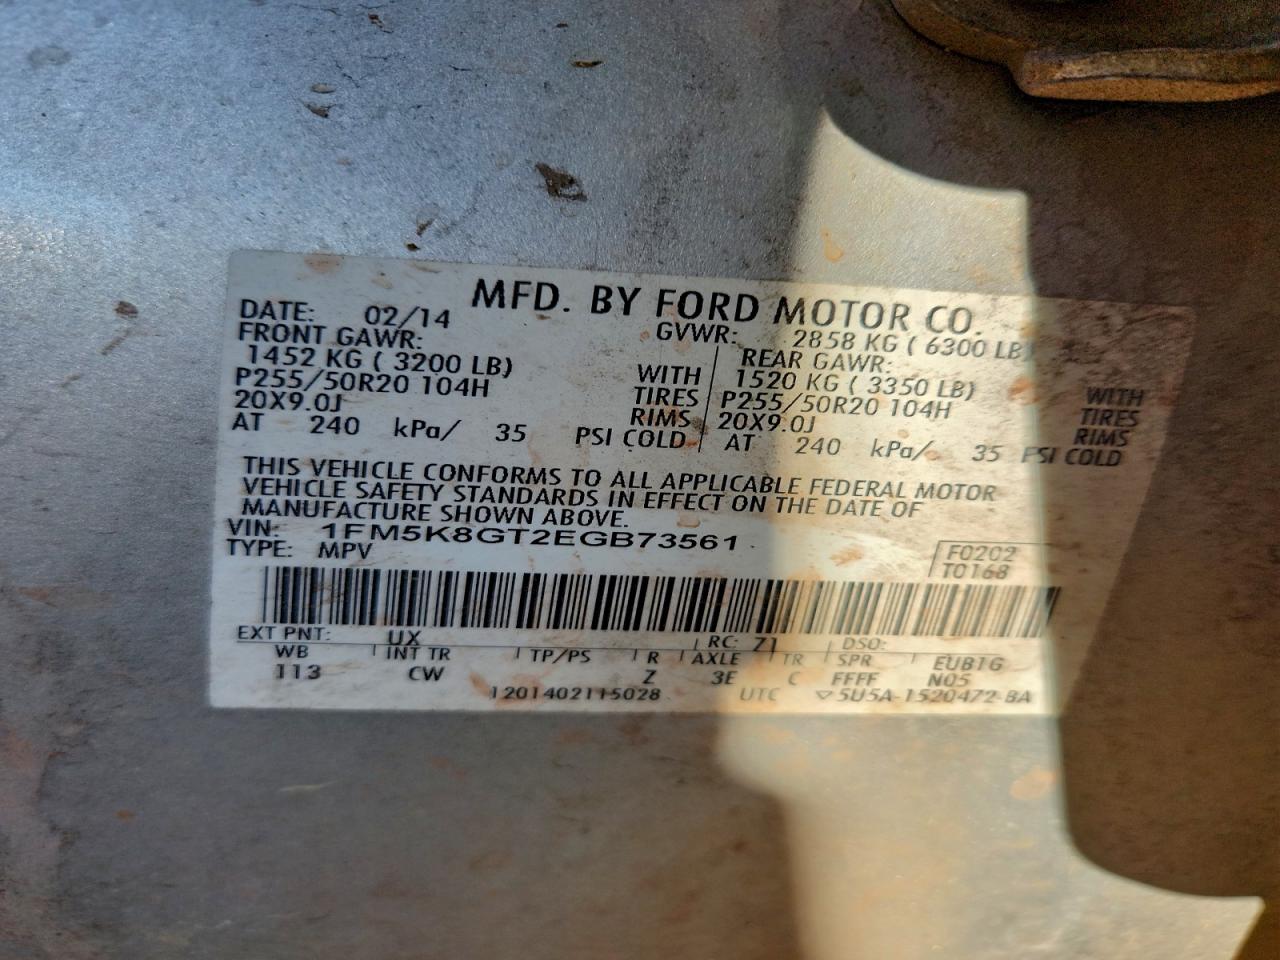 MFD. BY FORD MOTOR CO.
DATE: 02/14 GVWR: 2858 KG ( 6300 LB)
FRONT GAWR: REAR GAWR:
1452 KG ( 3200 LB) WITH 1520 KG ( 3350 LB) WITH
P255/50R20 104H TIRES P255/50R20 104H TIRES
20X9.0J RIMS 20X9.0J RIMS
AT 240 kPa/ 35 PSI COLD AT 240 kPa/ 35 PSI COLD
THIS VEHICLE CONFORMS TO ALL APPLICABLE FEDERAL MOTOR
VEHICLE SAFETY STANDARDS IN EFFECT ON THE DATE OF
MANUFACTURE SHOWN ABOVE.
VIN: 1FM5K8GT2EGB73561
TYPE: MPV
F0202
T0168
EXT PNT: UX RC: 71 DSO:
WB INT TR TP/PS R AXLE TR SPR EUB1G
113 CW Z 3E C FFFF N05
1201402115028 UTC ▽5U5A-1520472-BA